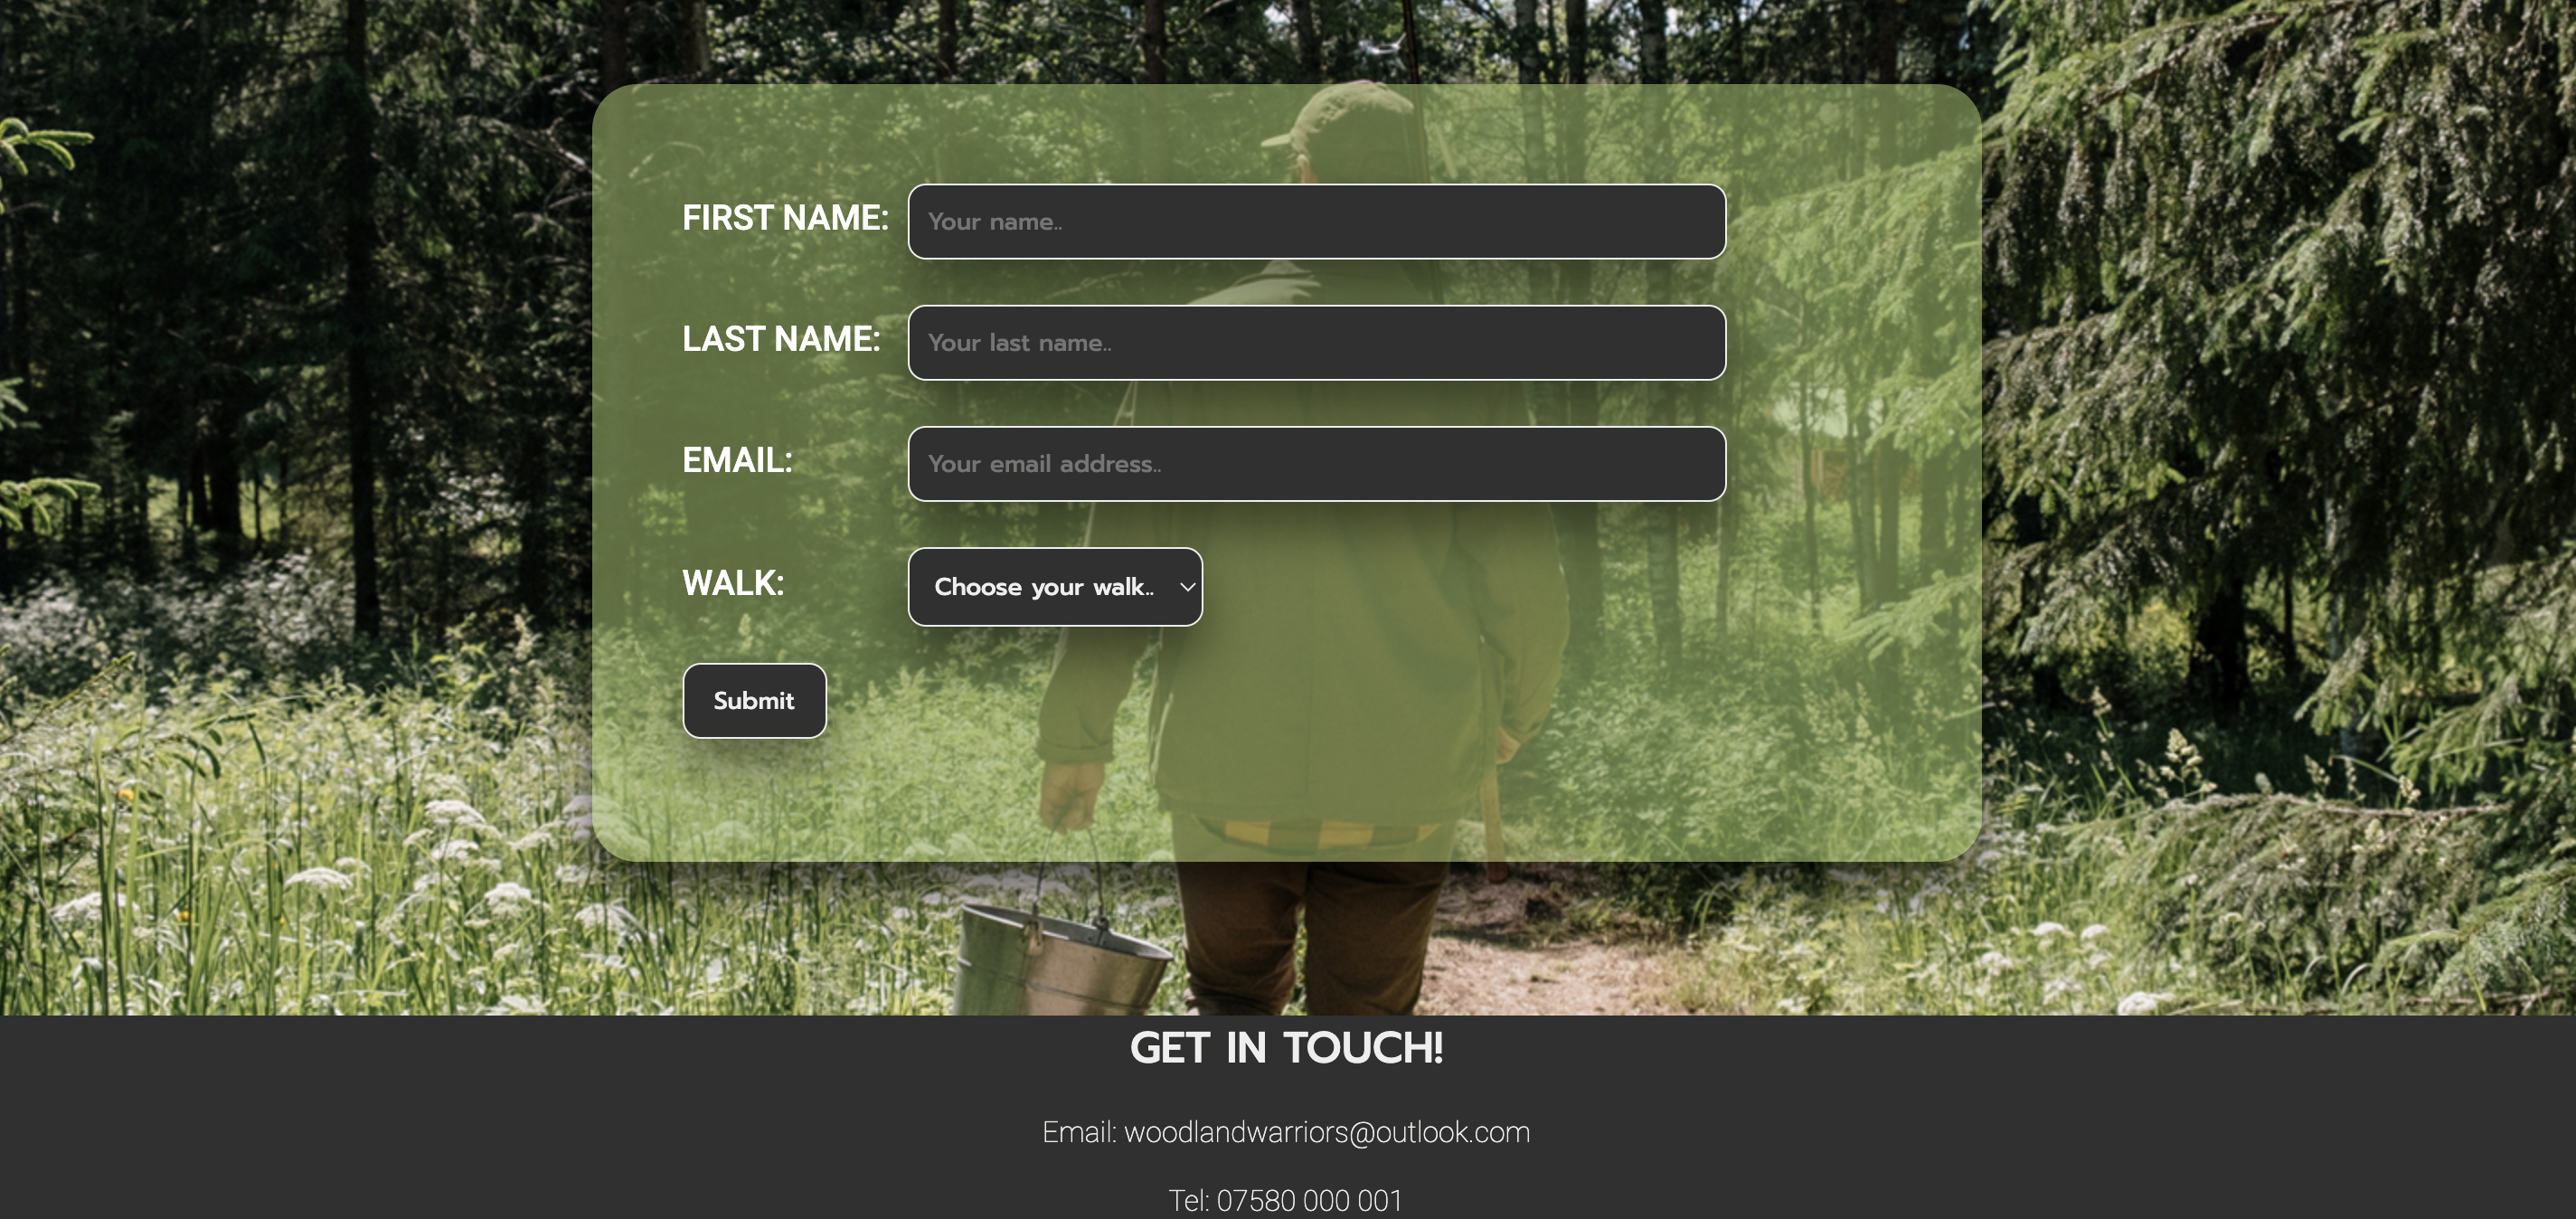 FIRST NAME: Your name..
LAST NAME: Your last name..
EMAIL: Your email address..
WALK: Choose your walk..
Submit
GET IN TOUCH!
Email: woodlandwarriors@outlook.com
Tel: 07580 000 001